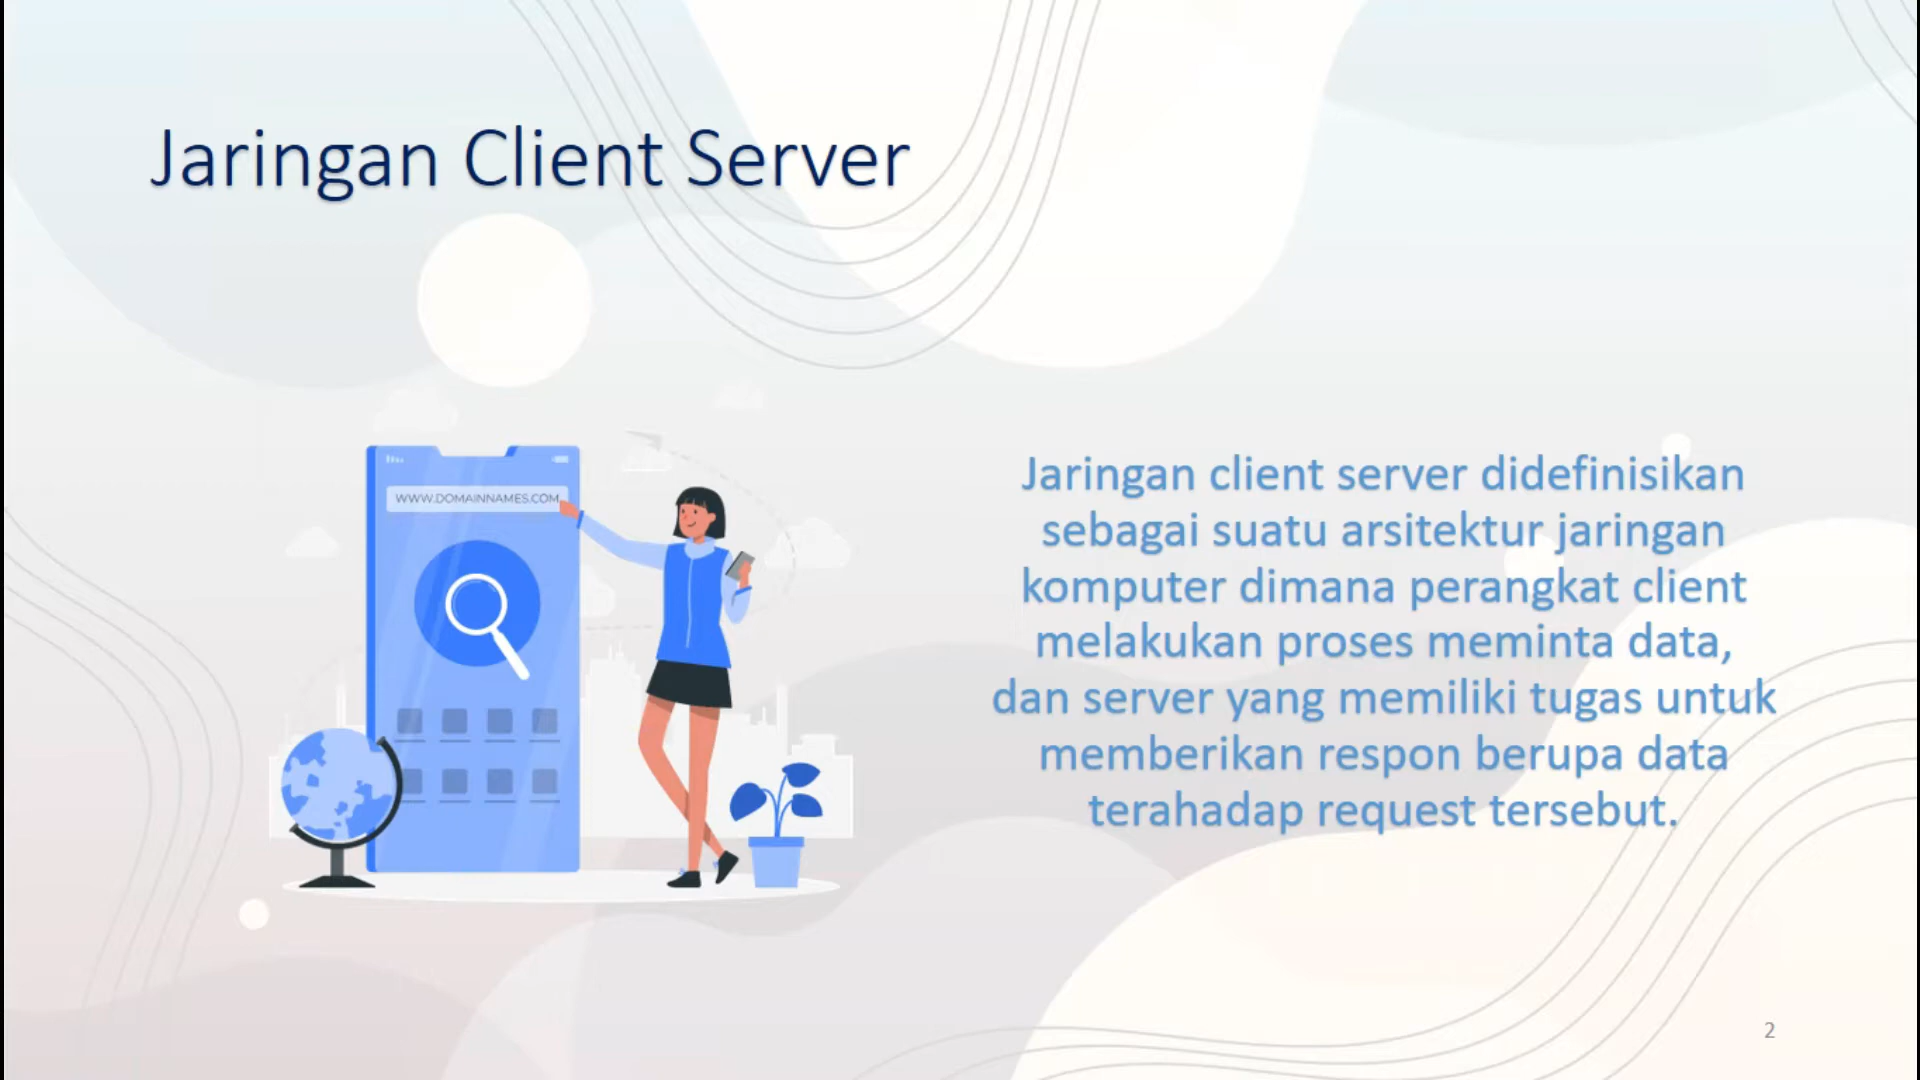 Jaringan Client Server
WWW.DOMAINNAMES.COM
Jaringan client server didefinisikan
sebagai suatu arsitektur jaringan
komputer dimana perangkat client
melakukan proses meminta data,
dan server yang memiliki tugas untuk
memberikan respon berupa data
terahadap request tersebut.
2